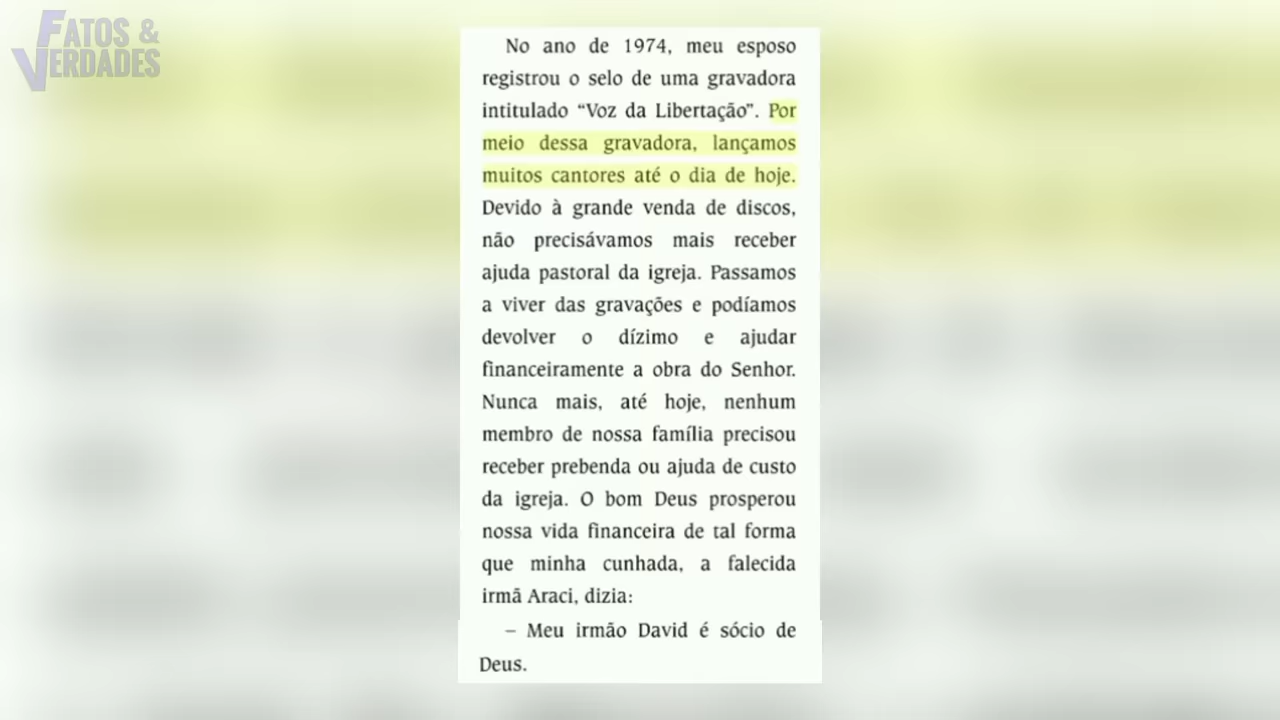 FATOS &
VERDADES
No ano de 1974, meu esposo
registrou o selo de uma gravadora
intitulado “Voz da Libertação”. Por
meio dessa gravadora, lançamos
muitos cantores até o dia de hoje.
Devido à grande venda de discos,
não precisávamos mais receber
ajuda pastoral da igreja. Passamos
a viver das gravações e podíamos
devolver o dízimo e ajudar
financeiramente a obra do Senhor.
Nunca mais, até hoje, nenhum
membro de nossa família precisou
receber prebenda ou ajuda de custo
da igreja. O bom Deus prosperou
nossa vida financeira de tal forma
que minha cunhada, a falecida
irmã Araci, dizia:
– Meu irmão David é sócio de
Deus.